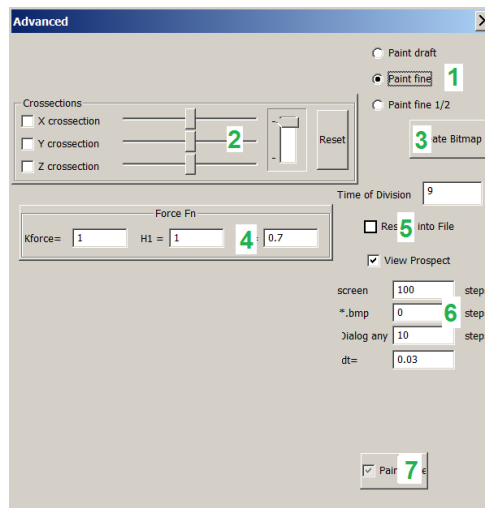 Advanced
Paint draft
Paint fine 1
Crossections
Paint fine 1/2
X crossection
Y crossection 2 Reset
3 ate Bitmap
Z crossection
Time of Division 9
Force Fn
5 into File
Kforce= 1 H1 = 1 4 = 0.7
View Prospect
screen 100 step
*.bmp 0 6 step
Dialog any 10 step
dt= 0.03
7